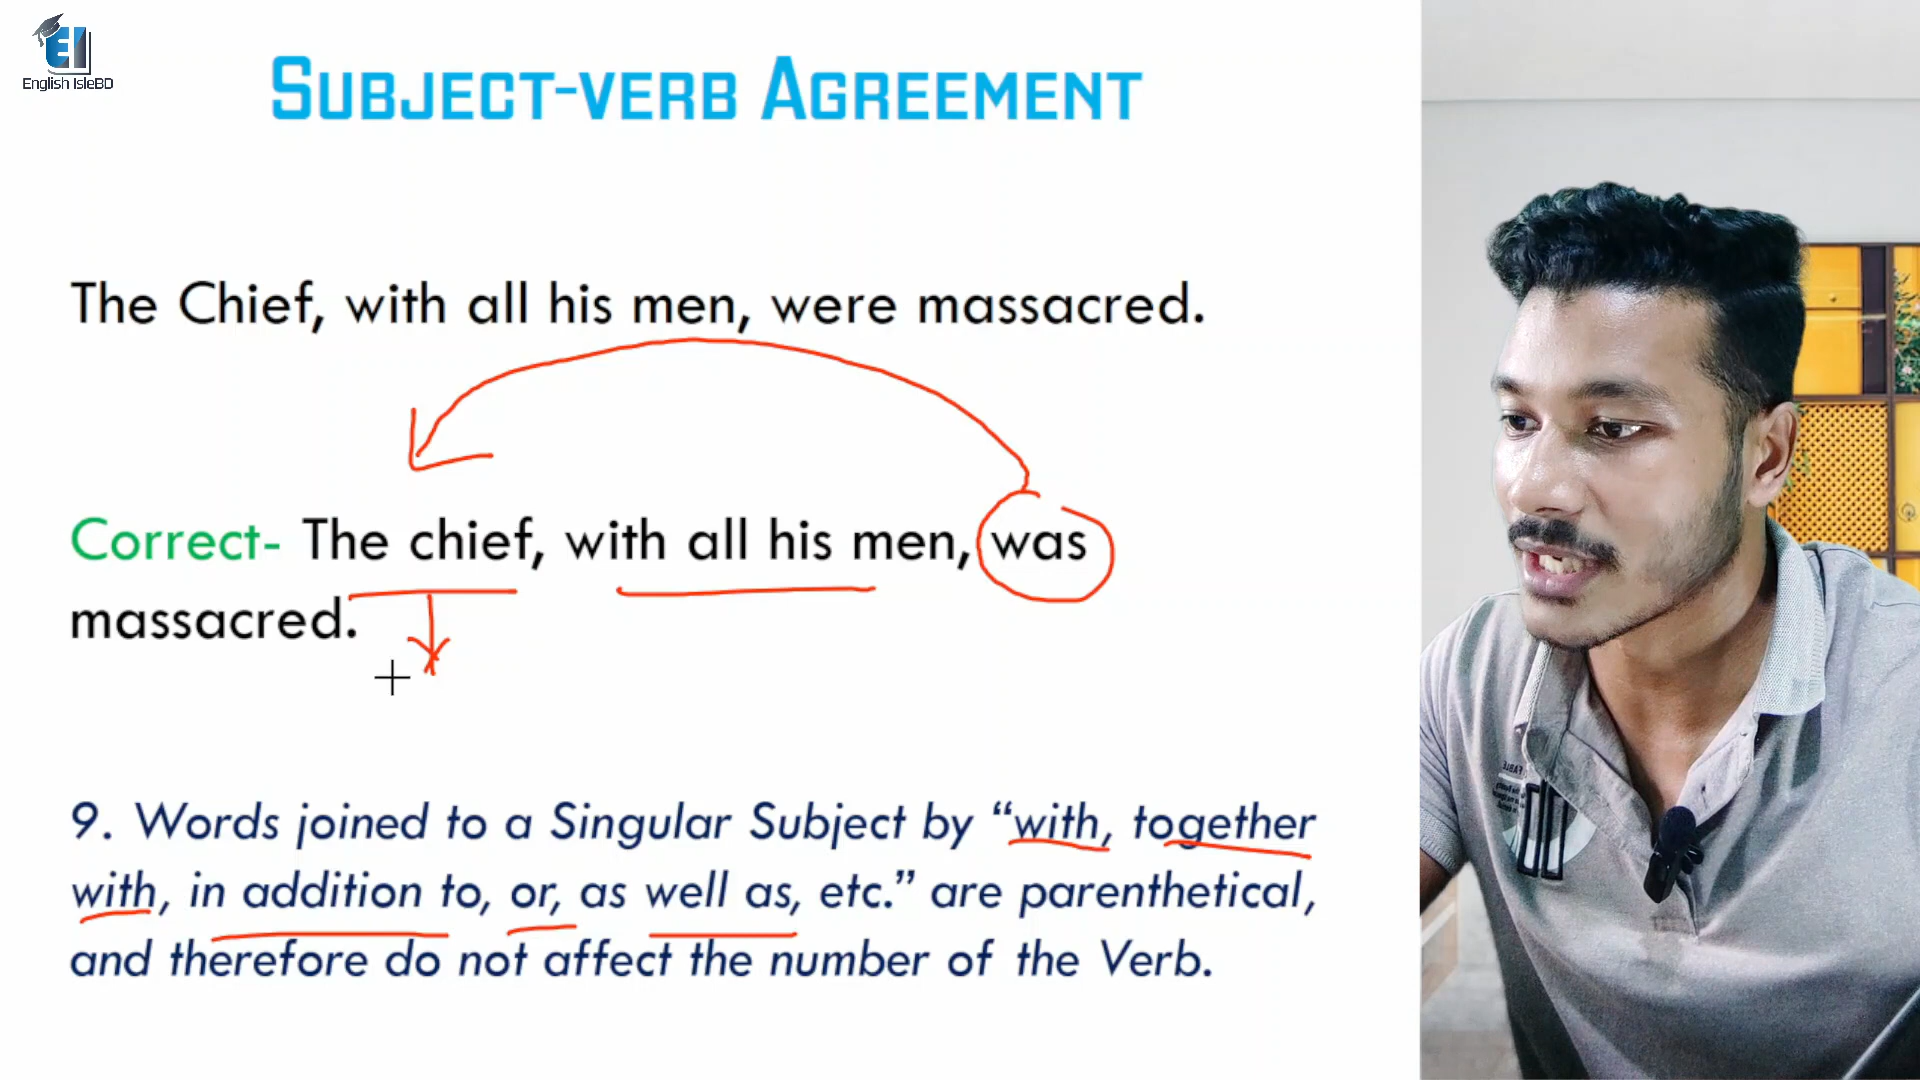 English IsleBD
SUBJECT-VERB AGREEMENT
The Chief, with all his men, were massacred.
Correct- The chief, with all his men, was
massacred.
9. Words joined to a Singular Subject by “with, together
with, in addition to, or, as well as, etc.” are parenthetical,
and therefore do not affect the number of the Verb.